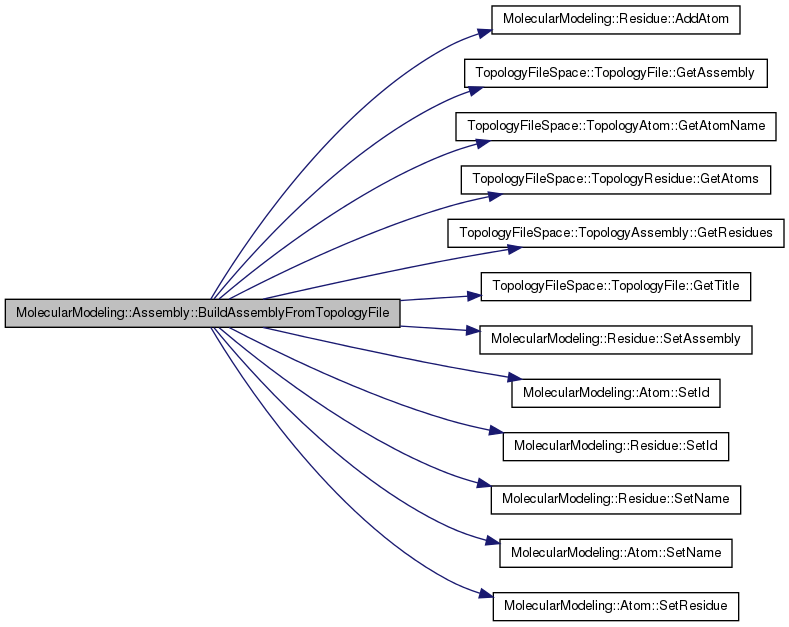 MolecularModeling::Residue::AddAtom
TopologyFileSpace::TopologyFile::GetAssembly
TopologyFileSpace::TopologyAtom::GetAtomName
TopologyFileSpace::TopologyResidue::GetAtoms
TopologyFileSpace::TopologyAssembly::GetResidues
TopologyFileSpace::TopologyFile::GetTitle
MolecularModeling::Assembly::BuildAssemblyFromTopologyFile
MolecularModeling::Residue::SetAssembly
MolecularModeling::Atom::SetId
MolecularModeling::Residue::SetId
MolecularModeling::Residue::SetName
MolecularModeling::Atom::SetName
MolecularModeling::Atom::SetResidue